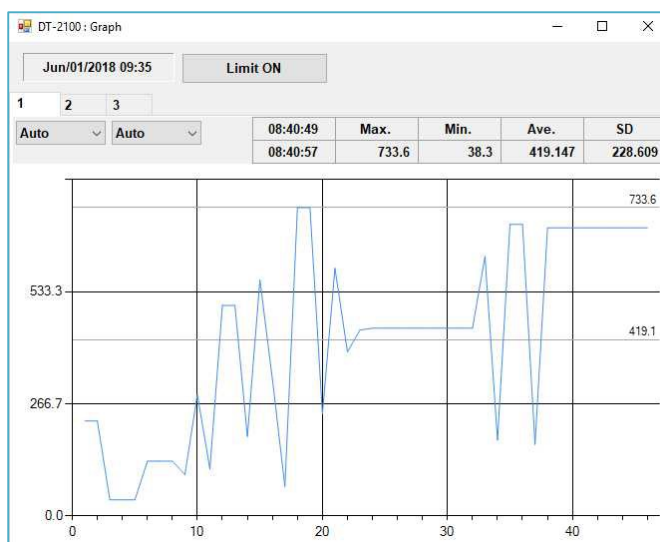 DT-2100 : Graph
Jun/01/2018 09:35 Limit ON
1 2 3
Auto Auto
08:40:49 Max. Min. Ave. SD
08:40:57 733.6 38.3 419.147 228.609
733.6
533.3
419.1
266.7
0.0
0 10 20 30 40